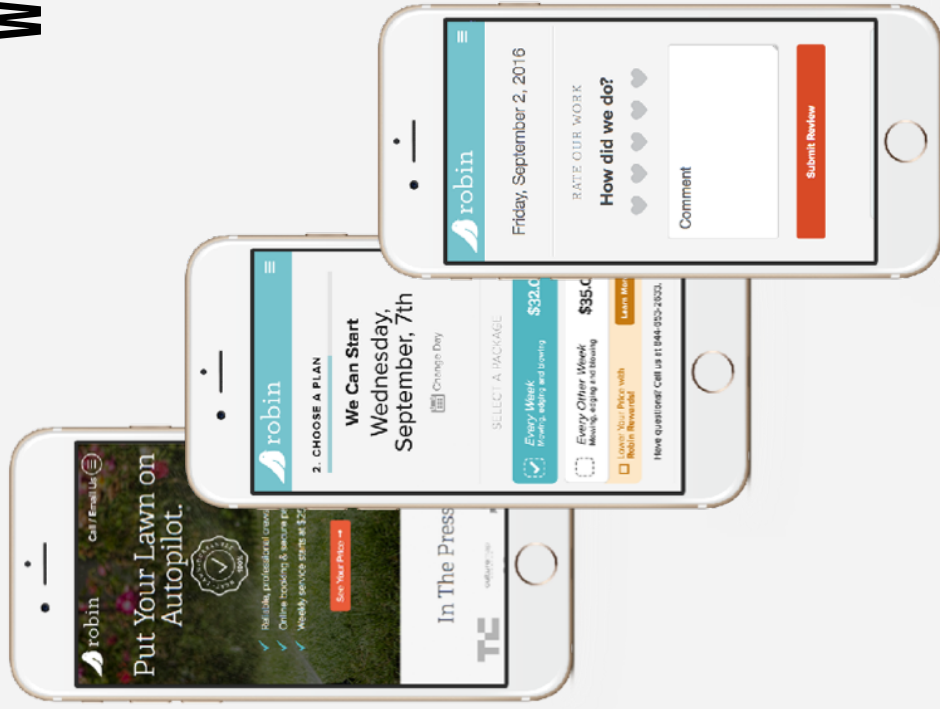 W
robin
Call / Email Us
Put Your Lawn on
Autopilot.
100%
Reliable, professional crews
Online booking & secure
Weekly service starts at
See Your Price →
In The Press
TC
robin
2. CHOOSE A PLAN
We Can Start
Wednesday,
September, 7th
Change Day
SELECT A PACKAGE
Every Week $32.0
Mowing, edging and blowing
Every Other Week $35.0
Mowing, edging and blowing
Lower Your Price with
Robin Rewards!
Learn
Have questions? Call us at 844-653-2633.
robin
Friday, September 2, 2016
RATE OUR WORK
How did we do?
Comment
Submit Review